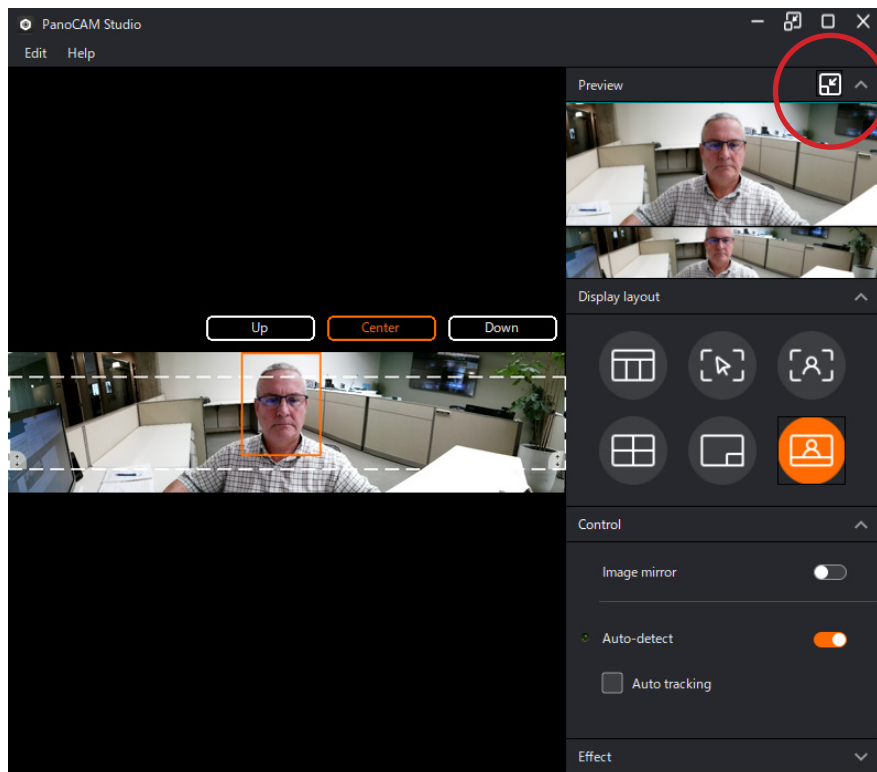 PanoCAM Studio
Edit Help
Preview
Up Center Down
Display layout
Control
Image mirror
Auto-detect
Auto tracking
Effect